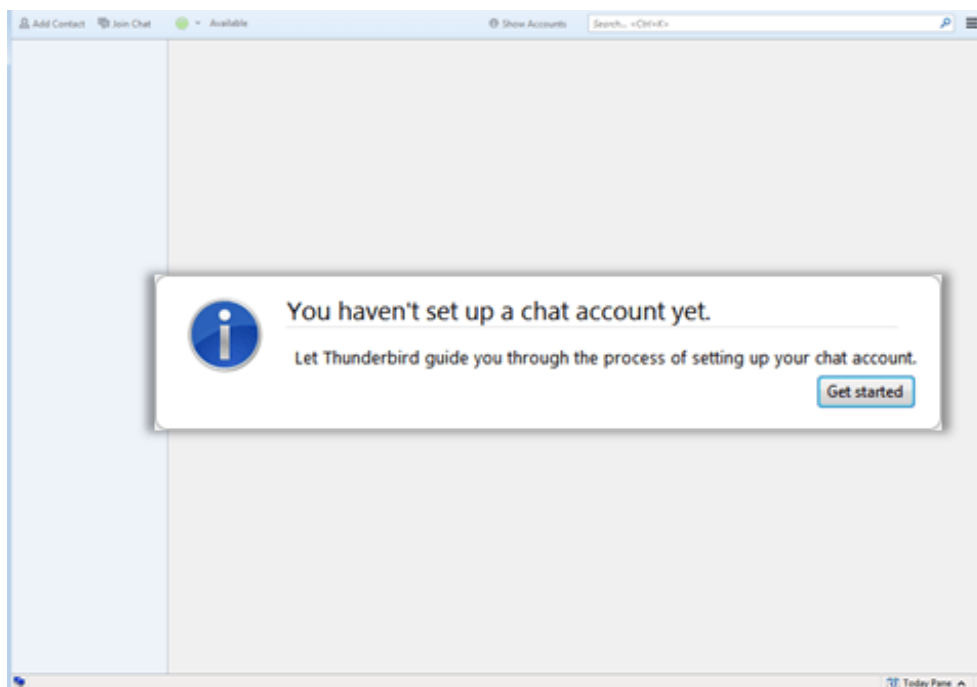 Add Contact Join Chat Available Show Accounts Search... <Ctrl+K>
You haven't set up a chat account yet.
Let Thunderbird guide you through the process of setting up your chat account.
Get started
Today Pane